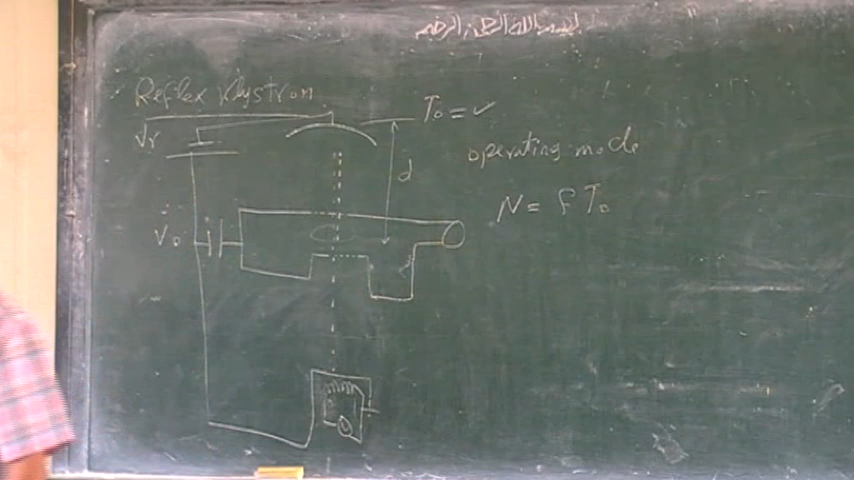 بسم الله الرحمن الرحيم
Reflex Klystron
T₀ = ✓
Vr
operating mode
d
N = f T₀
V₀